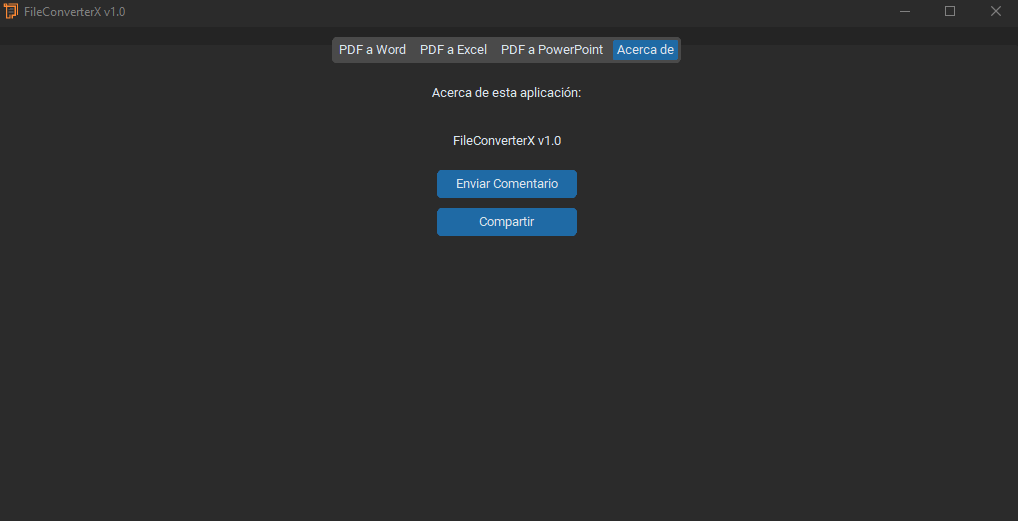 FileConverterX v1.0
PDF a Word PDF a Excel PDF a PowerPoint Acerca de
Acerca de esta aplicación:
FileConverterX v1.0
Enviar Comentario
Compartir